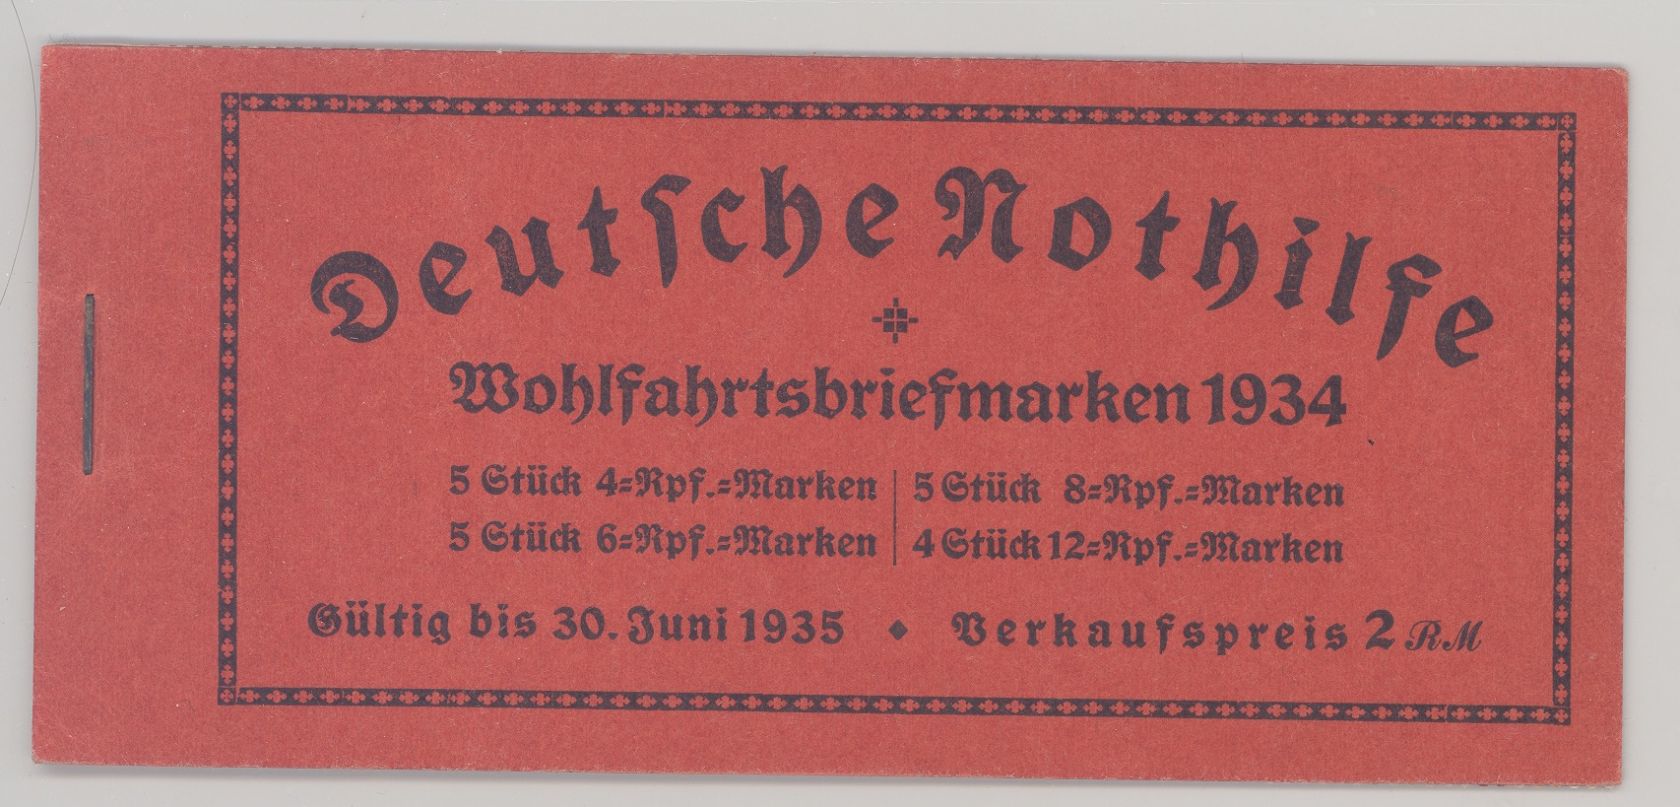 Deutsche Nothilfe
Wohlfahrtsbriefmarken 1934
5 Stück 4=Rpf.=Marken | 5 Stück 8=Rpf.=Marken
5 Stück 6=Rpf.=Marken | 4 Stück 12=Rpf.=Marken
Gültig bis 30. Juni 1935 ◆ Verkaufspreis 2 RM